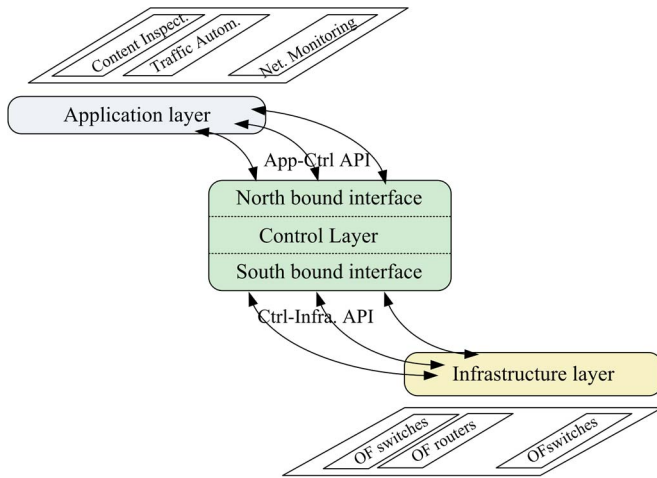 Content Inspect.
Traffic Autom.
Net. Monitoring
Application layer
App-Ctrl API
North bound interface
Control Layer
South bound interface
Ctrl-Infra. API
Infrastructure layer
OF switches
OF routers
OFswitches